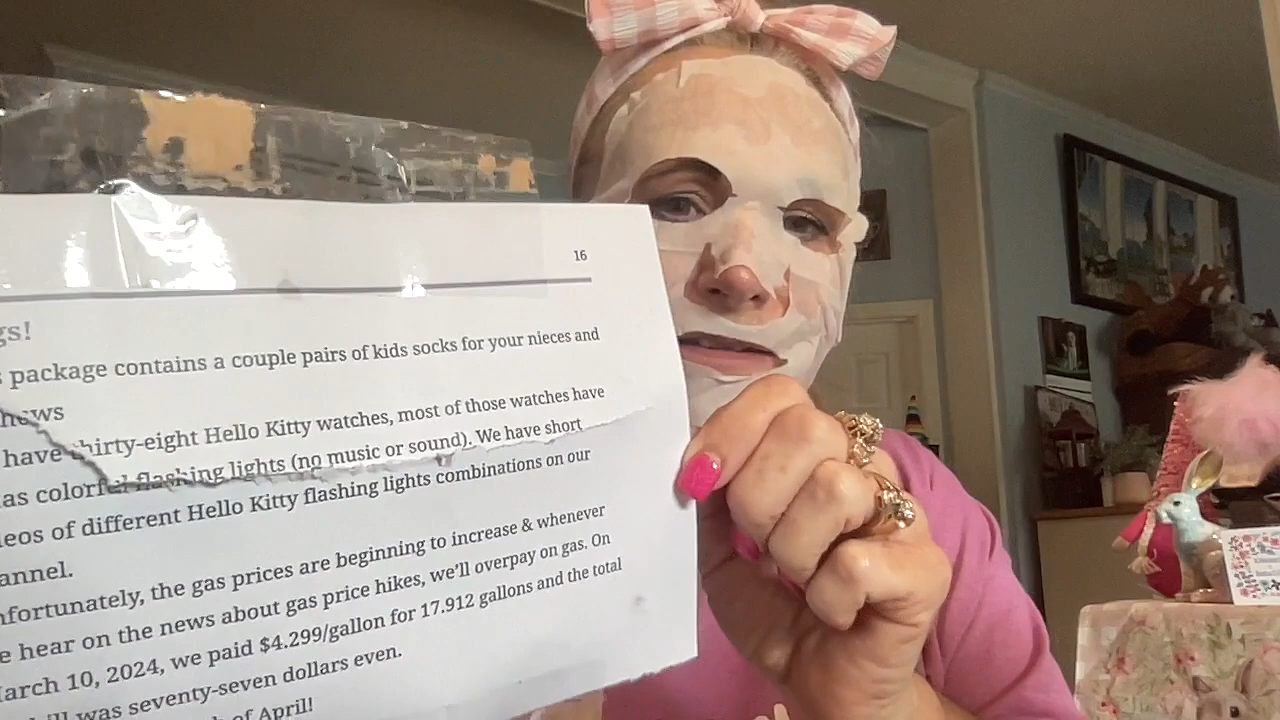 16
gs!
package contains a couple pairs of kids socks for your nieces and
hews
have thirty-eight Hello Kitty watches, most of those watches have
as colorful flashing lights (no music or sound). We have short
eos of different Hello Kitty flashing lights combinations on our
annel.
nfortunately, the gas prices are beginning to increase & whenever
e hear on the news about gas price hikes, we'll overpay on gas. On
arch 10, 2024, we paid $4.299/gallon for 17.912 gallons and the total
ill was seventy-seven dollars even.
of April!